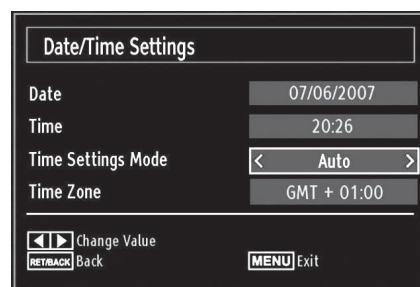 Date/Time Settings
Date 07/06/2007
Time 20:26
Time Settings Mode < Auto >
Time Zone GMT + 01:00
Change Value
RET/BACK Back MENU Exit